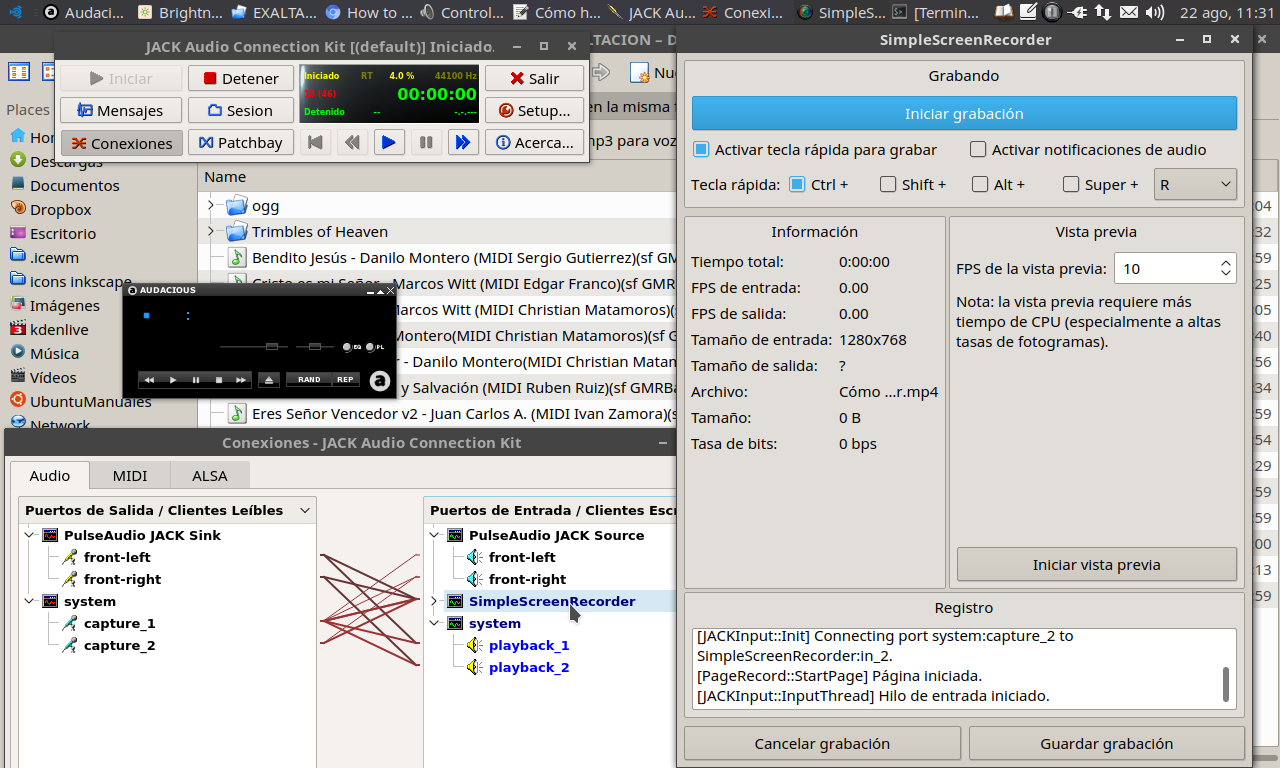 Audaci...
Brightn...
EXALTA...
How to ...
Control...
Cómo h...
JACK Au...
Conexi...
SimpleS...
[Termin...
22 ago, 11:31
JACK Audio Connection Kit [(default)] Iniciado.
Iniciar
Detener
Iniciado RT 4.0 % 44100 Hz
00:00:00
Detenido -- -.-.---
Salir
Mensajes
Sesion
Setup...
Conexiones
Patchbay
Acerca...
LTACION – D
Nu
en la misma f
mp3 para voz
Places
Descargas
Documentos
Dropbox
Escritorio
.icewm
icons inkscape
Imágenes
kdenlive
Música
Vídeos
UbuntuManuales
Network
Name
ogg
Trimbles of Heaven
Bendito Jesús - Danilo Montero (MIDI Sergio Gutierrez)(sf GM
Cristo es mi Señor - Marcos Witt (MIDI Edgar Franco)(sf GMR
Marcos Witt (MIDI Christian Matamoros)(s
Montero(MIDI Christian Matamoros)(sf G
r - Danilo Montero(MIDI Christian Matam
y Salvación (MIDI Ruben Ruiz)(sf GMRBa
Eres Señor Vencedor v2 - Juan Carlos A. (MIDI Ivan Zamora)(s
AUDACIOUS
:
EQ
PL
RAND
REP
a
Conexiones - JACK Audio Connection Kit
Audio
MIDI
ALSA
Puertos de Salida / Clientes Leíbles
PulseAudio JACK Sink
front-left
front-right
system
capture_1
capture_2
Puertos de Entrada / Clientes Escr
PulseAudio JACK Source
front-left
front-right
SimpleScreenRecorder
system
playback_1
playback_2
SimpleScreenRecorder
Grabando
Iniciar grabación
Activar tecla rápida para grabar
Activar notificaciones de audio
Tecla rápida:
Ctrl +
Shift +
Alt +
Super +
R
Información
Tiempo total: 0:00:00
FPS de entrada: 0.00
FPS de salida: 0.00
Tamaño de entrada: 1280x768
Tamaño de salida: ?
Archivo: Cómo ...r.mp4
Tamaño: 0 B
Tasa de bits: 0 bps
Vista previa
FPS de la vista previa: 10
Nota: la vista previa requiere más
tiempo de CPU (especialmente a altas
tasas de fotogramas).
Iniciar vista previa
Registro
[JACKInput::Init] Connecting port system:capture_2 to
SimpleScreenRecorder:in_2.
[PageRecord::StartPage] Página iniciada.
[JACKInput::InputThread] Hilo de entrada iniciado.
Cancelar grabación
Guardar grabación
04
32
59
25
05
40
56
34
59
54
29
59
59
00
13
59